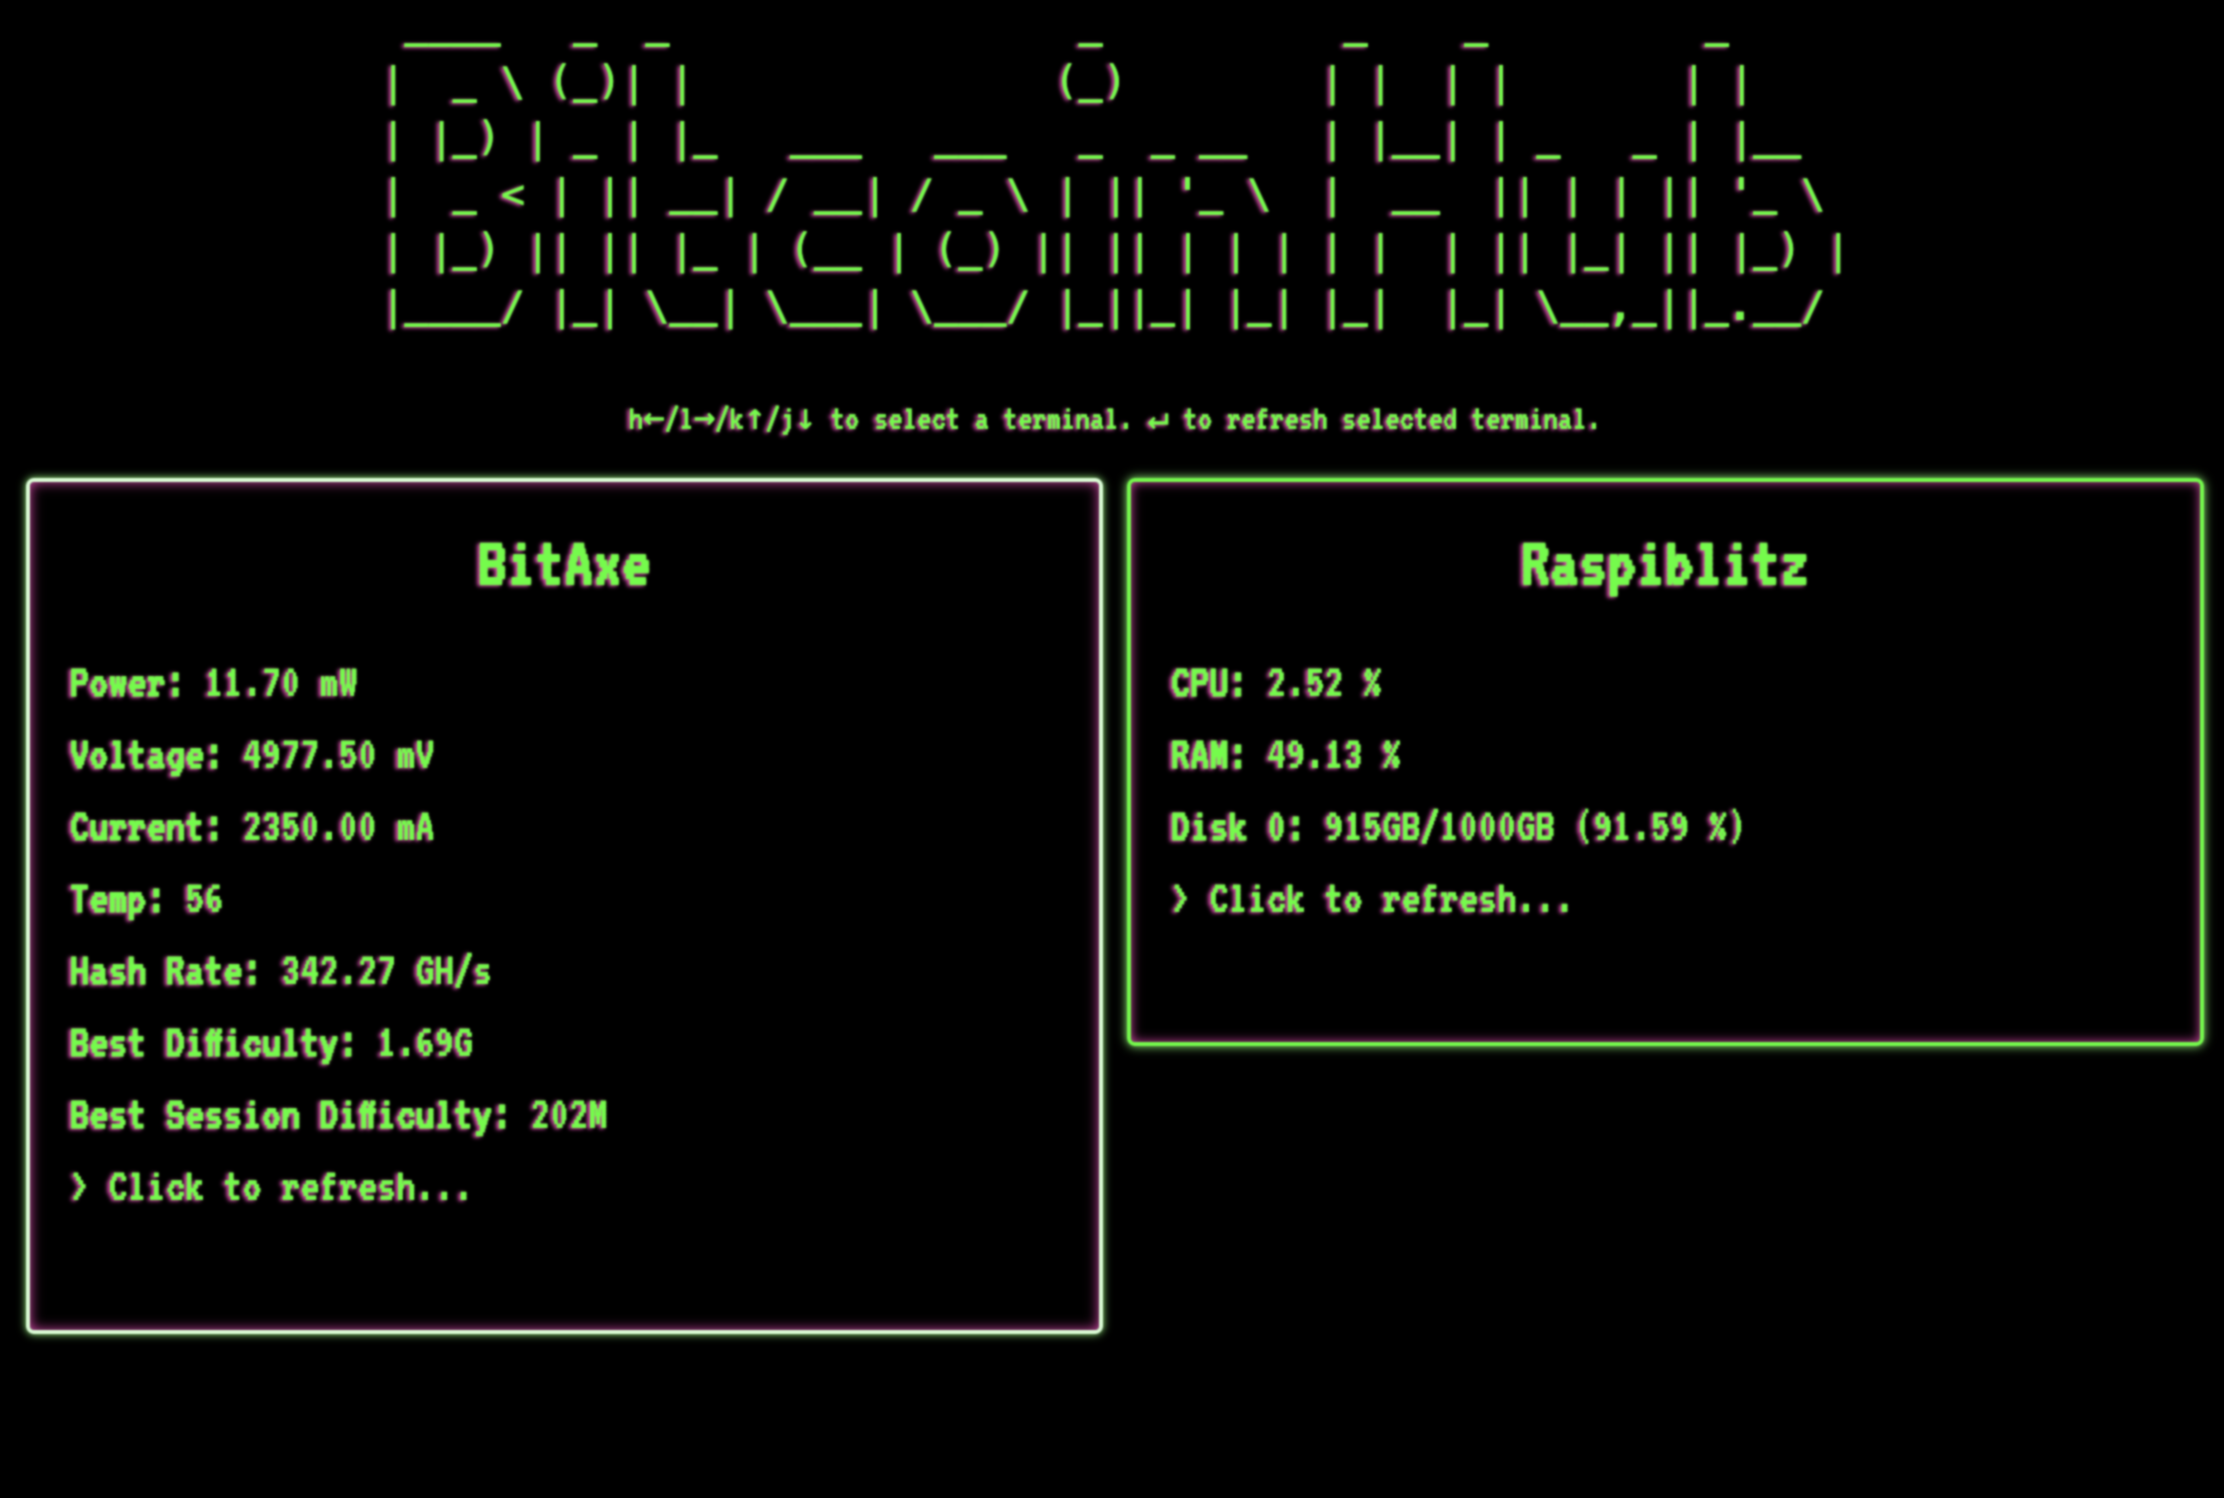 Bitcoin Hub
h←/l→/k↑/j↓ to select a terminal. ↵ to refresh selected terminal.
BitAxe
Power: 11.70 mW
Voltage: 4977.50 mV
Current: 2350.00 mA
Temp: 56
Hash Rate: 342.27 GH/s
Best Difficulty: 1.69G
Best Session Difficulty: 202M
❯ Click to refresh...
Raspiblitz
CPU: 2.52 %
RAM: 49.13 %
Disk 0: 915GB/1000GB (91.59 %)
❯ Click to refresh...